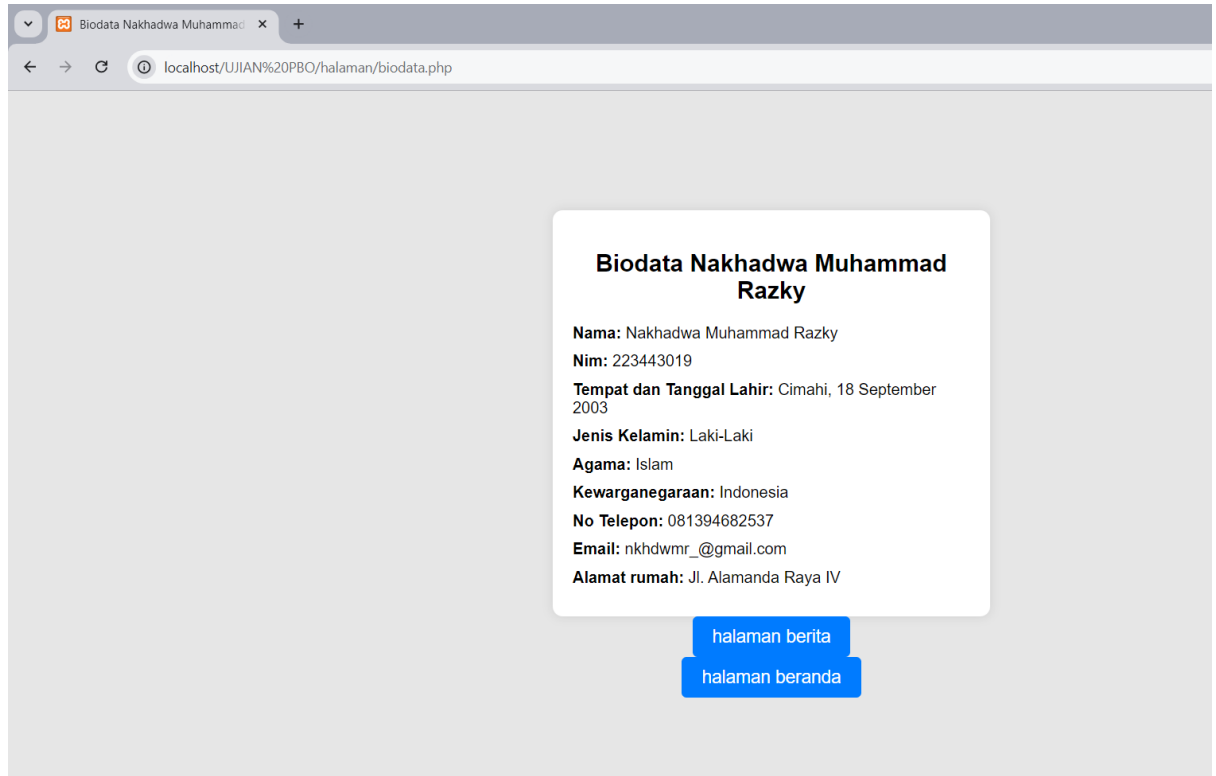 Biodata Nakhadwa Muhammad
localhost/UJIAN%20PBO/halaman/biodata.php
Biodata Nakhadwa Muhammad
Razky
Nama: Nakhadwa Muhammad Razky
Nim: 223443019
Tempat dan Tanggal Lahir: Cimahi, 18 September
2003
Jenis Kelamin: Laki-Laki
Agama: Islam
Kewarganegaraan: Indonesia
No Telepon: 081394682537
Email: nkhdwmr_@gmail.com
Alamat rumah: Jl. Alamanda Raya IV
halaman berita
halaman beranda